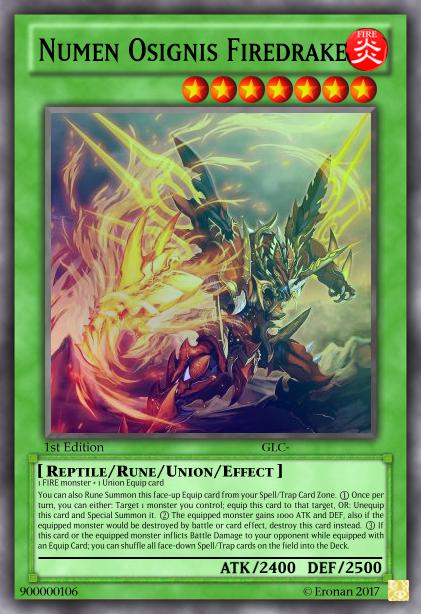 Numen Osignis Firedrake
FIRE
炎
1st Edition
GLC-
[ Reptile/Rune/Union/Effect ]
1 FIRE monster + 1 Union Equip card
You can also Rune Summon this face-up Equip card from your Spell/Trap Card Zone. ① Once per
turn, you can either: Target 1 monster you control; equip this card to that target, OR: Unequip
this card and Special Summon it. ② The equipped monster gains 1000 ATK and DEF, also if the
equipped monster would be destroyed by battle or card effect, destroy this card instead. ③ If
this card or the equipped monster inflicts Battle Damage to your opponent while equipped with
an Equip Card; you can shuffle all face-down Spell/Trap cards on the field into the Deck.
ATK/2400 DEF/2500
900000106
© Eronan 2017